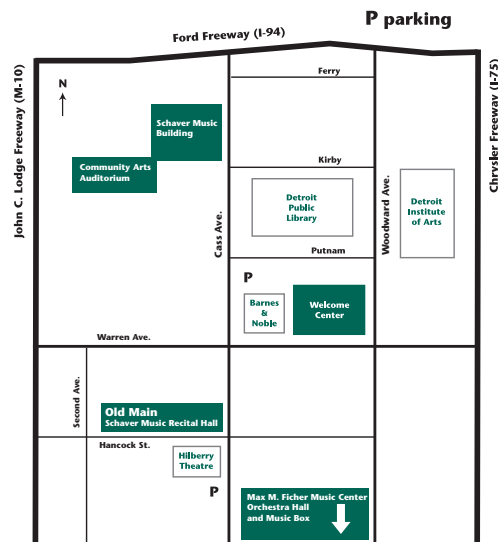 P parking
Ford Freeway (I-94)
John C. Lodge Freeway (M-10)
Chrysler Freeway (I-75)
N
Ferry
Schaver Music
Building
Community Arts
Auditorium
Kirby
Detroit
Public
Library
Detroit
Institute
of Arts
Cass Ave.
Woodward Ave.
Putnam
P
Barnes
&
Noble
Welcome
Center
Warren Ave.
Second Ave.
Old Main
Schaver Music Recital Hall
Hancock St.
Hilberry
Theatre
P
Max M. Ficher Music Center
Orchestra Hall
and Music Box